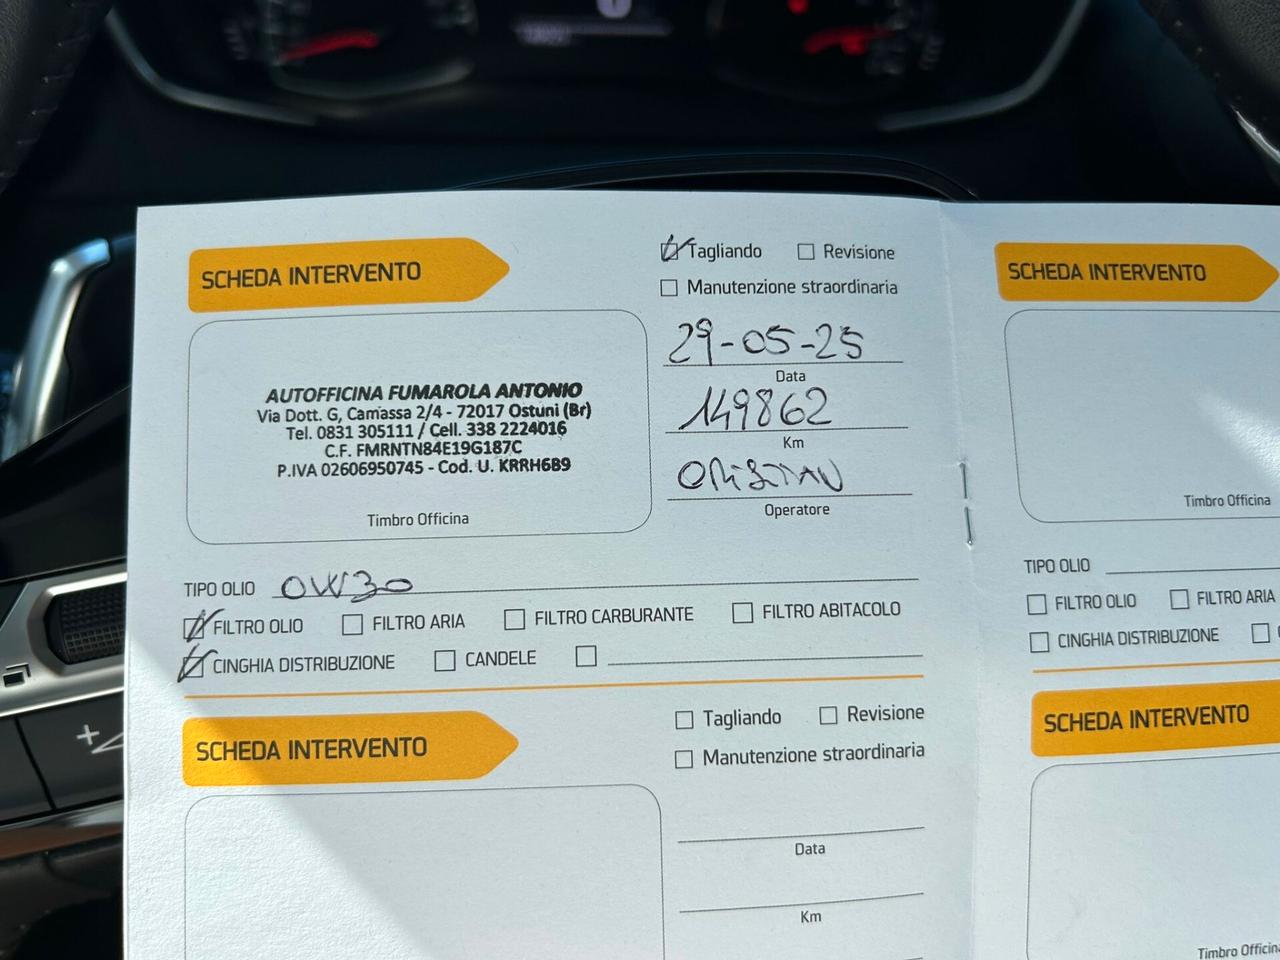 SCHEDA INTERVENTO
Tagliando Revisione
Manutenzione straordinaria
29-05-25
Data
149862
Km
CRISTIAN
Operatore
AUTOFFICINA FUMAROLA ANTONIO
Via Dott. G, Camassa 2/4 - 72017 Ostuni (Br)
Tel. 0831 305111 / Cell. 338 2224016
C.F. FMRNTN84E19G187C
P.IVA 02606950745 - Cod. U. KRRH6B9
Timbro Officina
TIPO OLIO 0W30
FILTRO OLIO FILTRO ARIA FILTRO CARBURANTE FILTRO ABITACOLO
CINGHIA DISTRIBUZIONE CANDELE
SCHEDA INTERVENTO
Tagliando Revisione
Manutenzione straordinaria
Data
Km
SCHEDA INTERVENTO
Timbro Officina
TIPO OLIO
FILTRO OLIO FILTRO ARIA
CINGHIA DISTRIBUZIONE
SCHEDA INTERVENTO
Timbro Officina